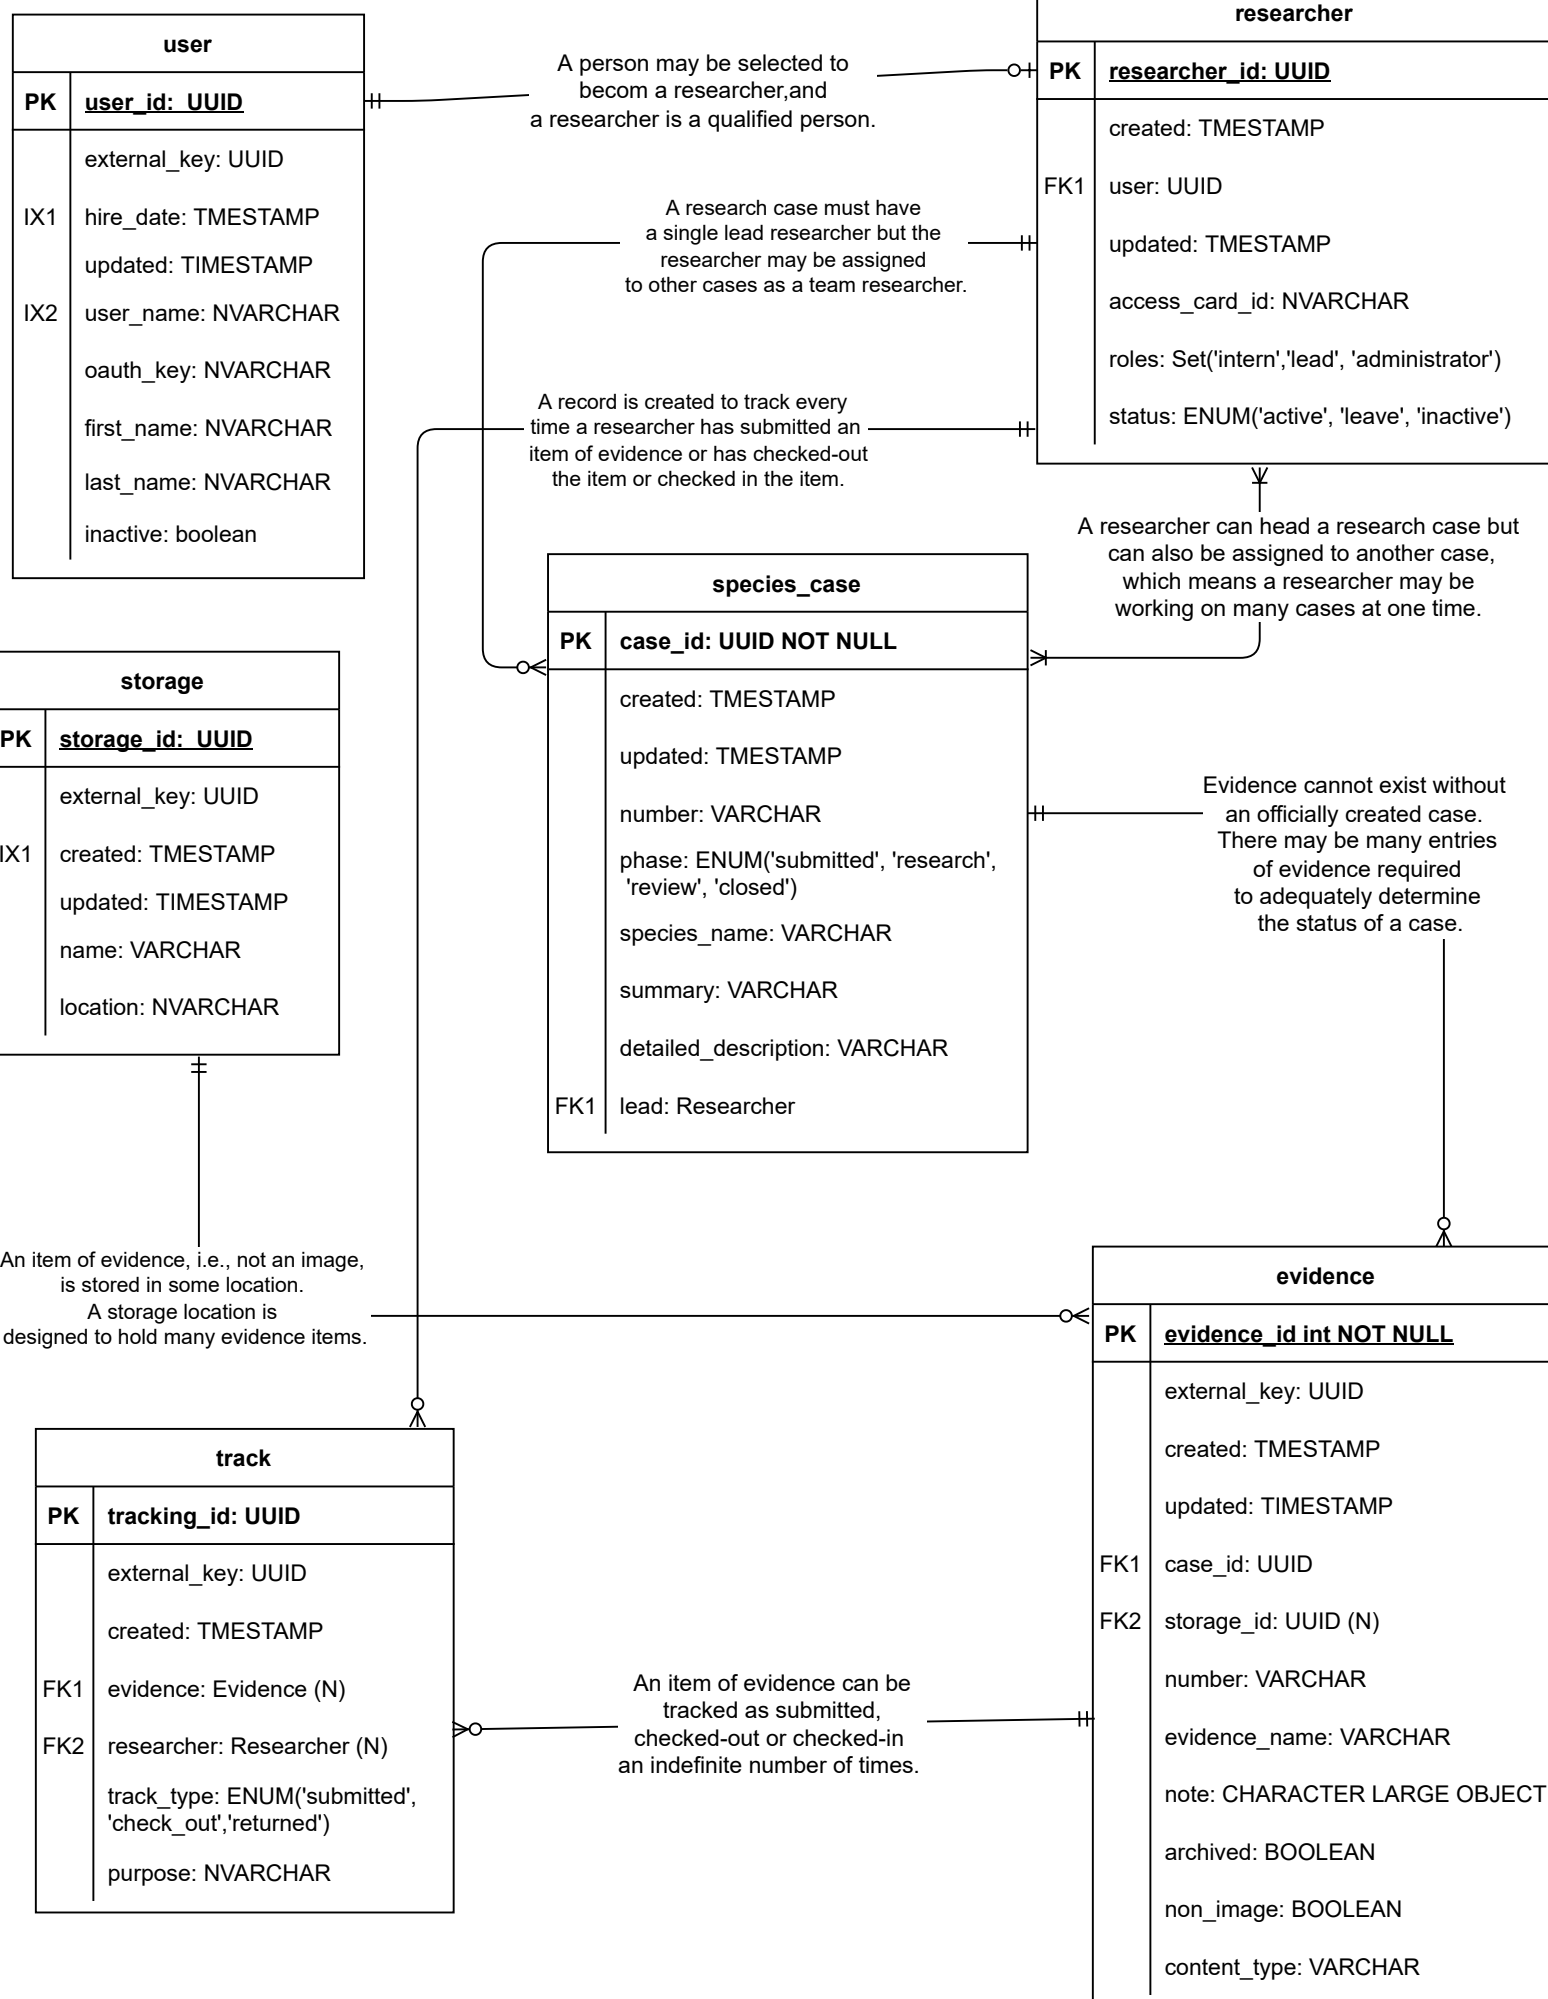 user
PK user_id: UUID
external_key: UUID
IX1 hire_date: TMESTAMP
updated: TIMESTAMP
IX2 user_name: NVARCHAR
oauth_key: NVARCHAR
first_name: NVARCHAR
last_name: NVARCHAR
inactive: boolean
A person may be selected to
becom a researcher,and
a researcher is a qualified person.
researcher
PK researcher_id: UUID
created: TMESTAMP
FK1 user: UUID
updated: TMESTAMP
access_card_id: NVARCHAR
roles: Set('intern','lead', 'administrator')
status: ENUM('active', 'leave', 'inactive')
A research case must have
a single lead researcher but the
researcher may be assigned
to other cases as a team researcher.
A record is created to track every
time a researcher has submitted an
item of evidence or has checked-out
the item or checked in the item.
A researcher can head a research case but
can also be assigned to another case,
which means a researcher may be
working on many cases at one time.
species_case
PK case_id: UUID NOT NULL
created: TMESTAMP
updated: TMESTAMP
number: VARCHAR
phase: ENUM('submitted', 'research',
'review', 'closed')
species_name: VARCHAR
summary: VARCHAR
detailed_description: VARCHAR
FK1 lead: Researcher
storage
PK storage_id: UUID
external_key: UUID
IX1 created: TMESTAMP
updated: TIMESTAMP
name: VARCHAR
location: NVARCHAR
Evidence cannot exist without
an officially created case.
There may be many entries
of evidence required
to adequately determine
the status of a case.
An item of evidence, i.e., not an image,
is stored in some location.
A storage location is
designed to hold many evidence items.
evidence
PK evidence_id int NOT NULL
external_key: UUID
created: TMESTAMP
updated: TIMESTAMP
FK1 case_id: UUID
FK2 storage_id: UUID (N)
number: VARCHAR
evidence_name: VARCHAR
note: CHARACTER LARGE OBJECT
archived: BOOLEAN
non_image: BOOLEAN
content_type: VARCHAR
track
PK tracking_id: UUID
external_key: UUID
created: TMESTAMP
FK1 evidence: Evidence (N)
FK2 researcher: Researcher (N)
track_type: ENUM('submitted',
'check_out','returned')
purpose: NVARCHAR
An item of evidence can be
tracked as submitted,
checked-out or checked-in
an indefinite number of times.